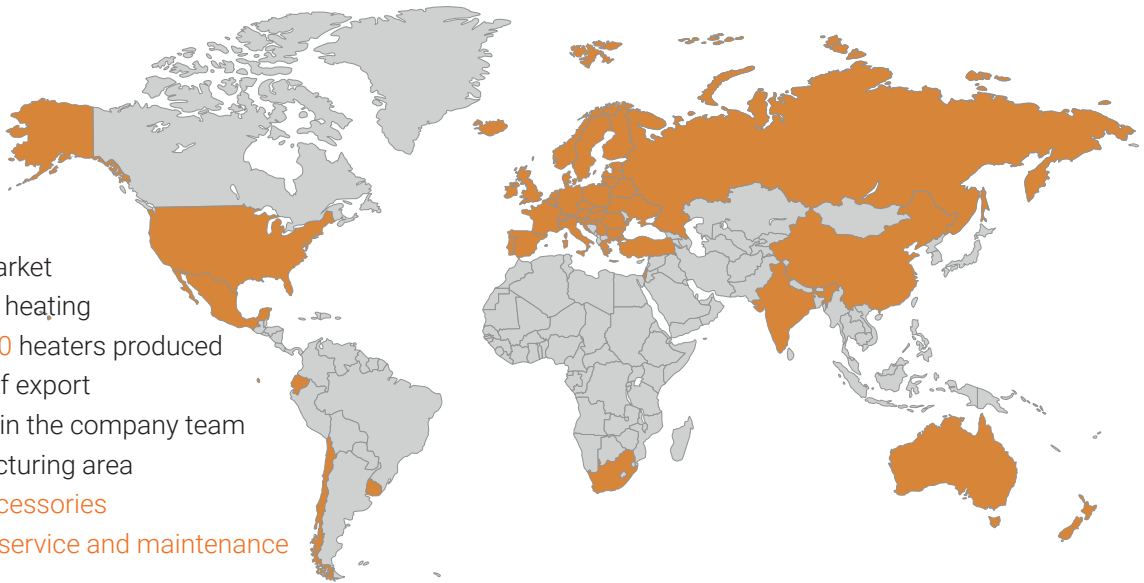 arket
heating
0 heaters produced
f export
in the company team
cturing area
cessories
service and maintenance